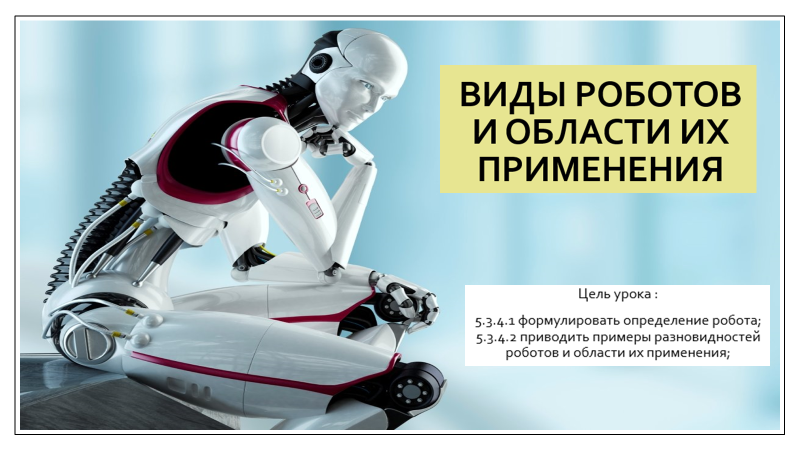 ВИДЫ РОБОТОВ
И ОБЛАСТИ ИХ
ПРИМЕНЕНИЯ
Цель урока :
5.3.4.1 формулировать определение робота;
5.3.4.2 приводить примеры разновидностей
роботов и области их применения;